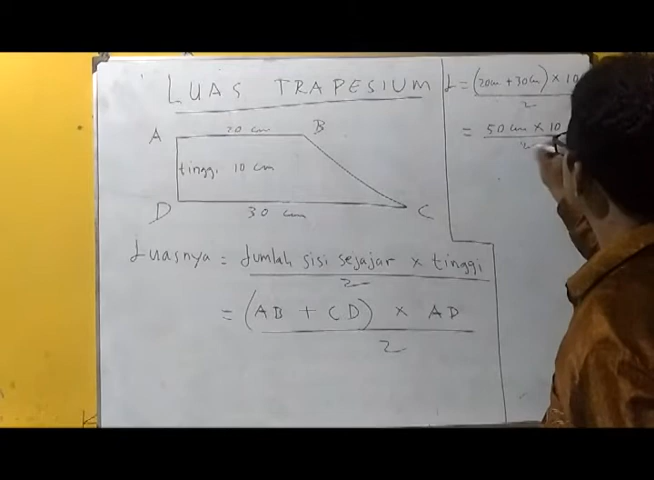 LUAS TRAPESIUM
A 20 cm B
tinggi 10 cm
D 30 cm C
Luasnya = Jumlah sisi sejajar x tinggi
2
= (AB + CD) x AD
2
L = (20cm + 30cm) x 10
2
= 50 cm x 10
2